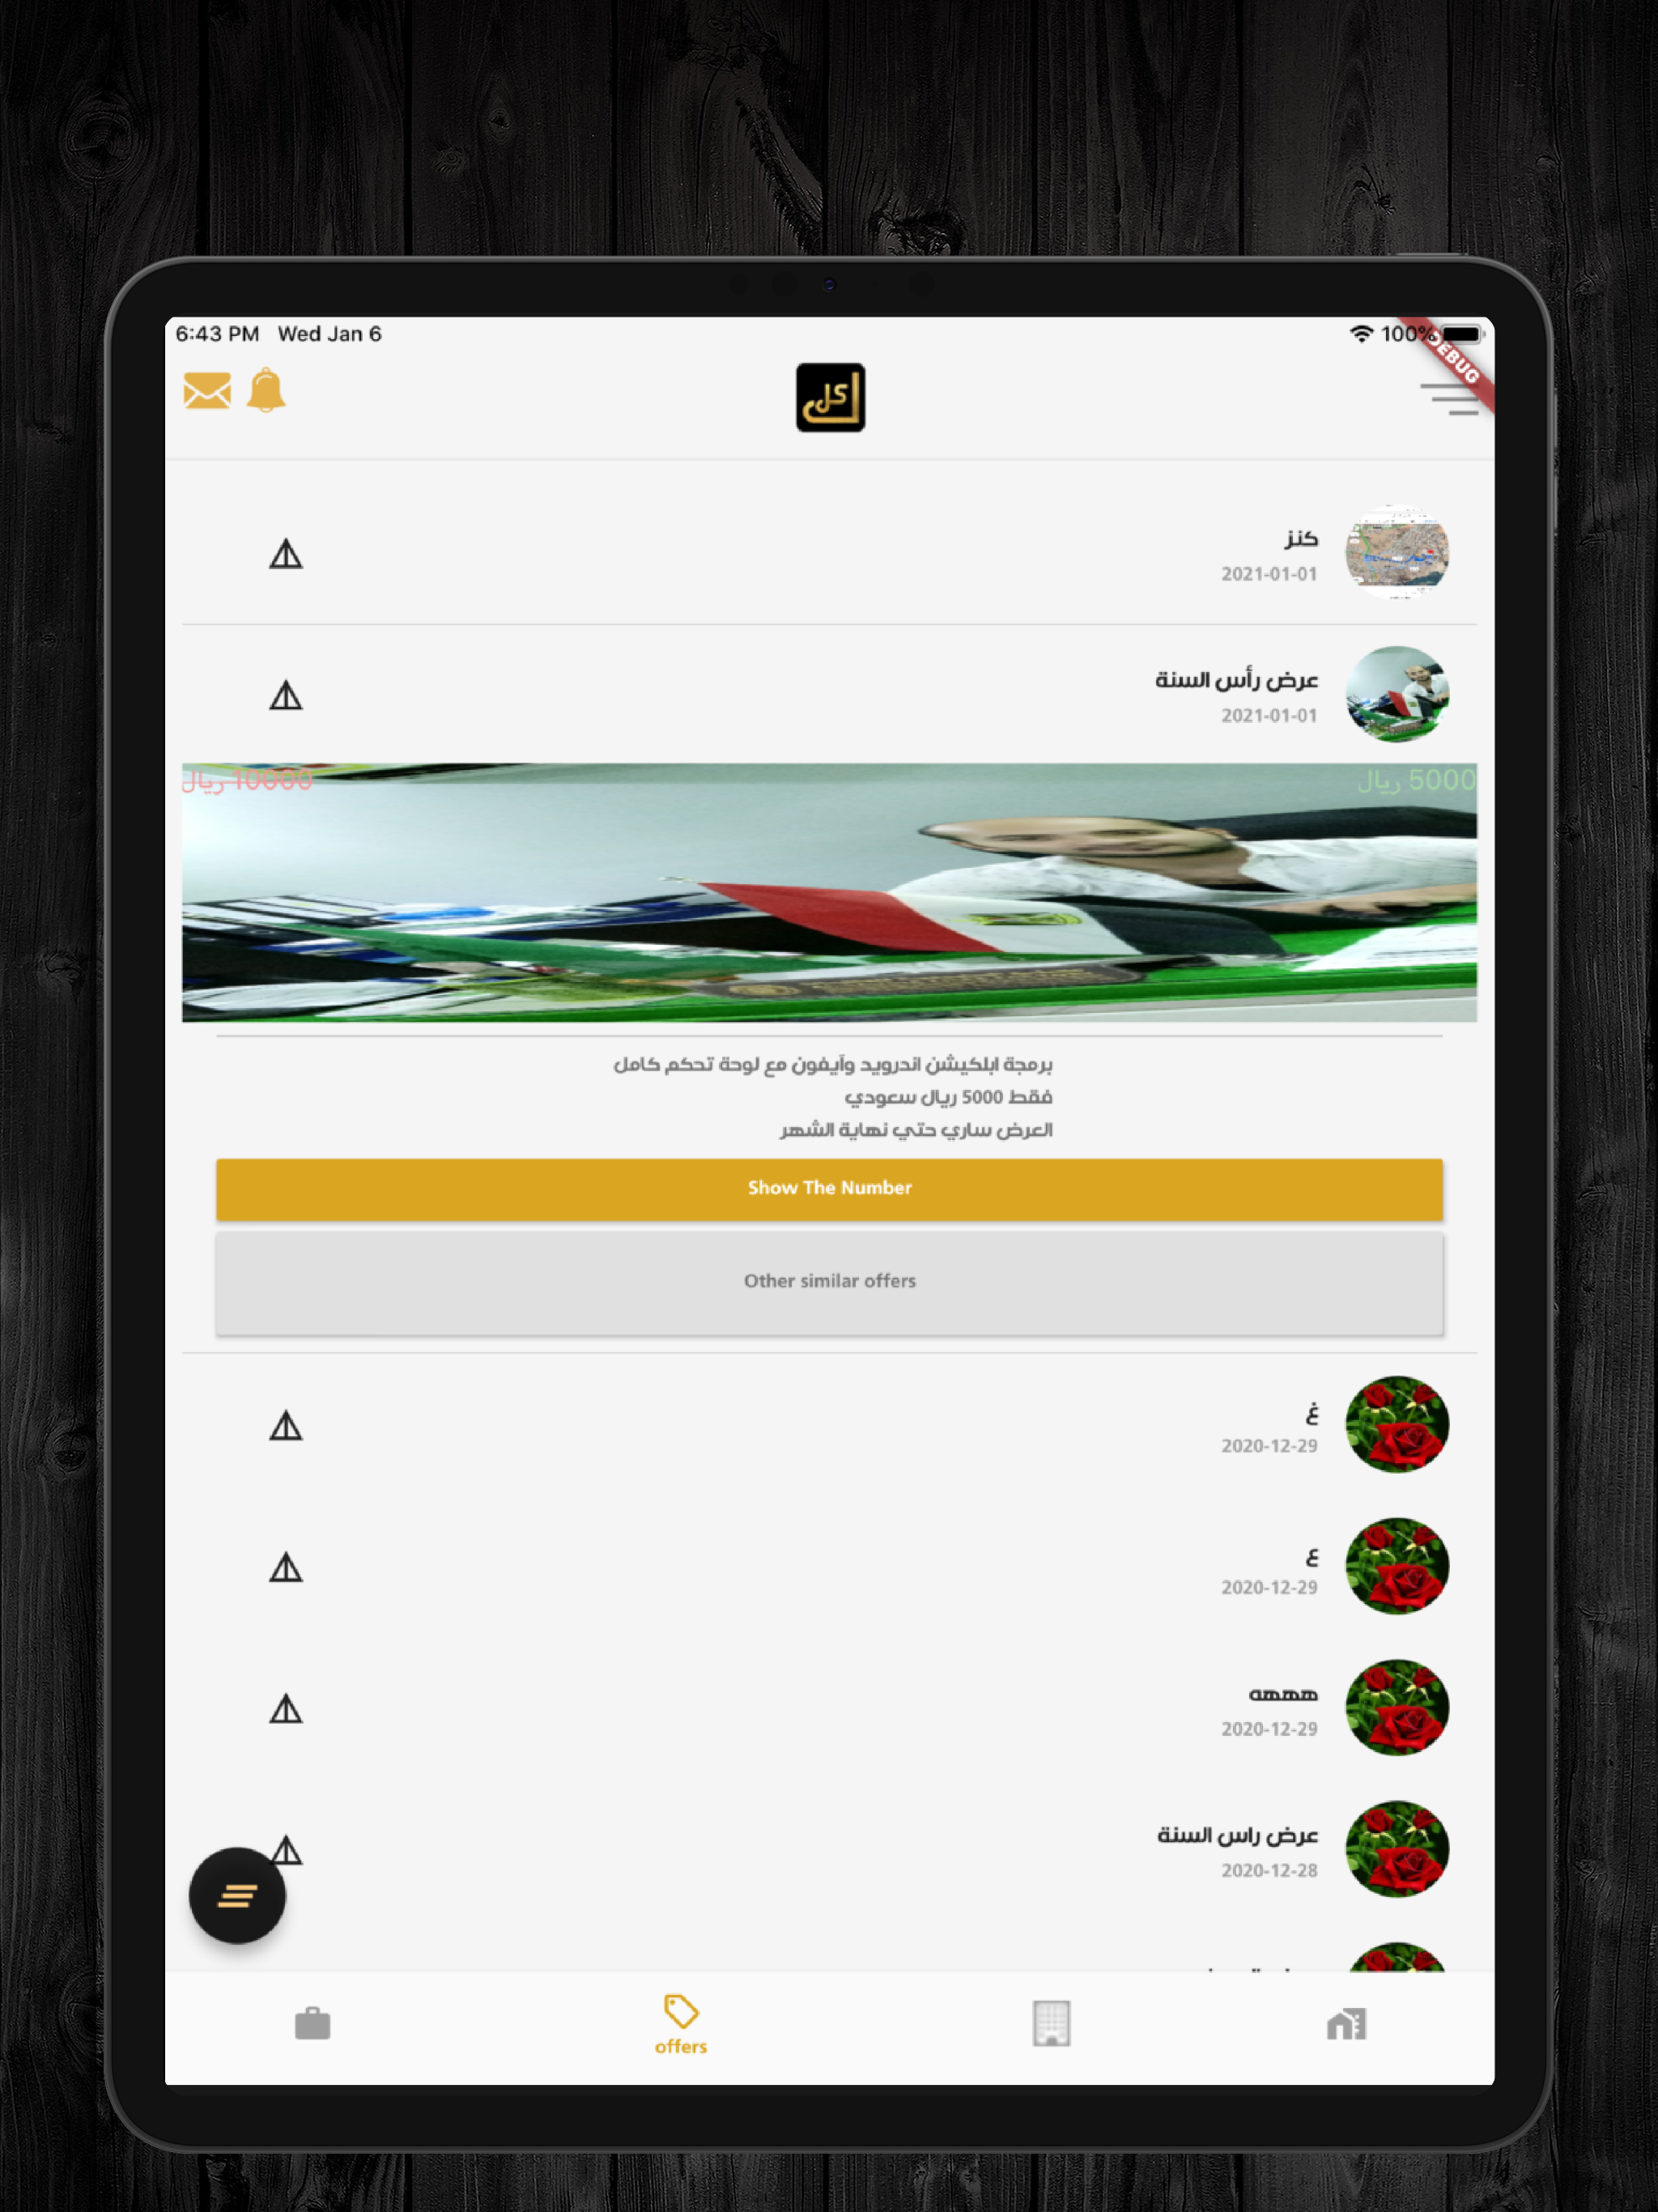 6:43 PM Wed Jan 6
100%
DEBUG
كل
كنز
2021-01-01
عرض رأس السنة
2021-01-01
5000 ريال
10000 ريال
برمجة ابلكيشن اندرويد وآيفون مع لوحة تحكم كامل
فقط 5000 ريال سعودي
العرض ساري حتي نهاية الشهر
Show The Number
Other similar offers
غ
2020-12-29
ع
2020-12-29
هههه
2020-12-29
عرض راس السنة
2020-12-28
offers